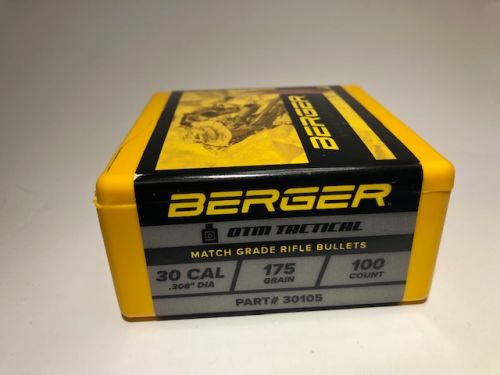 BERGER
BERGER
OTM TACTICAL
MATCH GRADE RIFLE BULLETS
30 CAL
.308" DIA
175
GRAIN
100
COUNT
PART# 30105